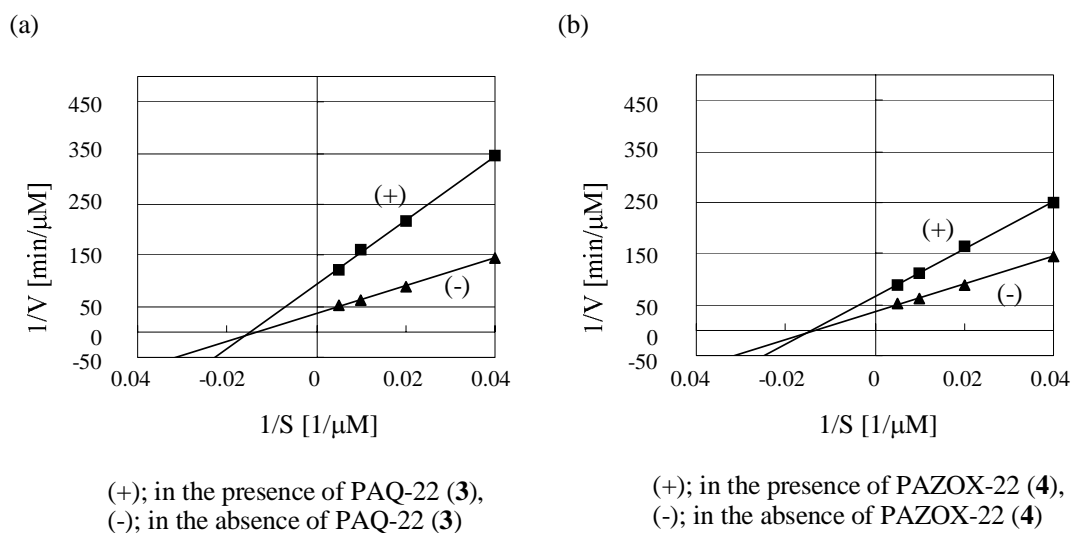 (a)
(b)
1/V [min/μM]
450
350
250
150
50
0
-50
(+)
(-)
0.04
-0.02
0
0.02
0.04
1/S [1/μM]
1/V [min/μM]
450
350
250
150
50
0
-50
(+)
(-)
0.04
-0.02
0
0.02
0.04
1/S [1/μM]
(+); in the presence of PAQ-22 (3),
(-); in the absence of PAQ-22 (3)
(+); in the presence of PAZOX-22 (4),
(-); in the absence of PAZOX-22 (4)